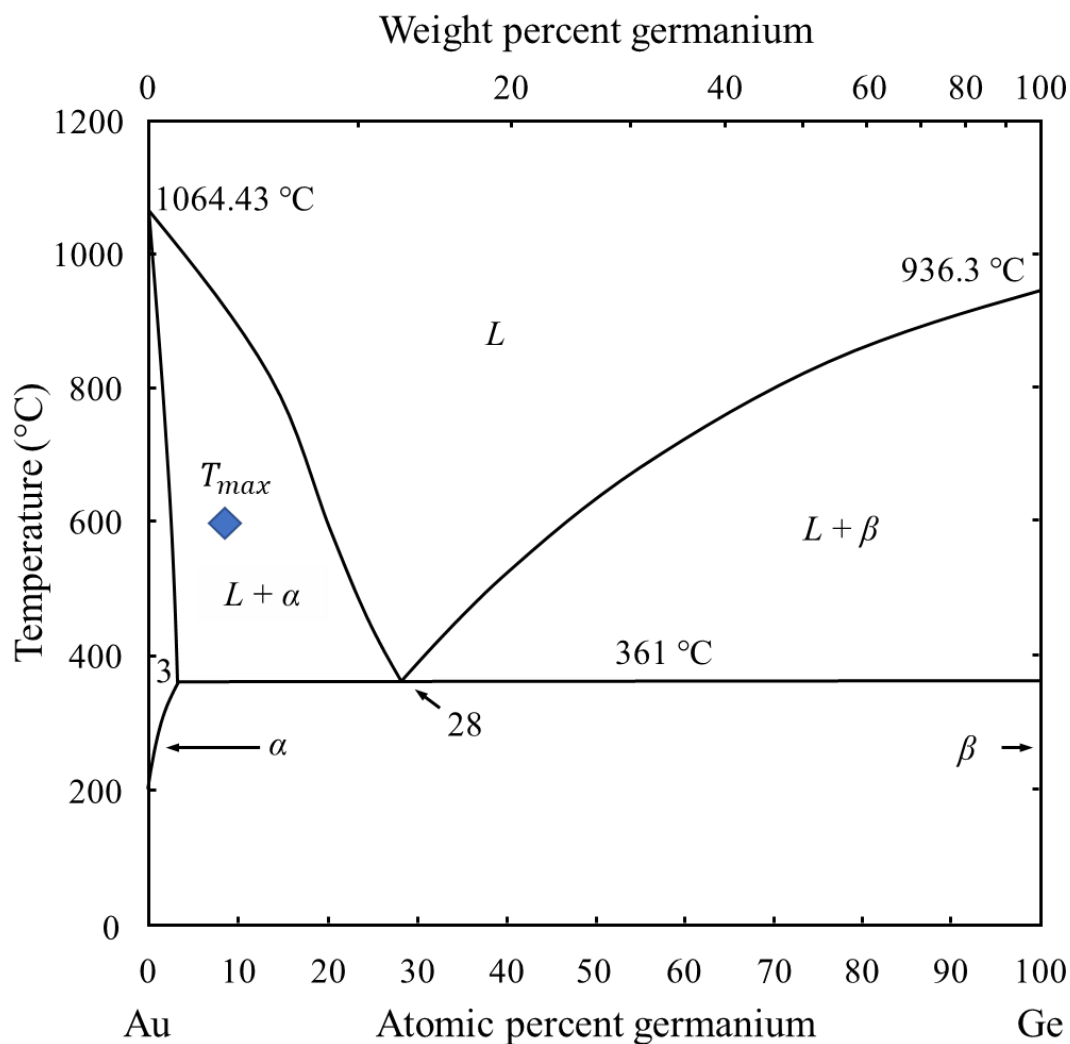 Weight percent germanium
0 20 40 60 80 100
1200
1064.43 °C
1000
936.3 °C
L
800
T_max
600
L + β
L + α
Temperature (°C)
400
361 °C
3
28
α
β
200
0
0 10 20 30 40 50 60 70 80 90 100
Au Atomic percent germanium Ge